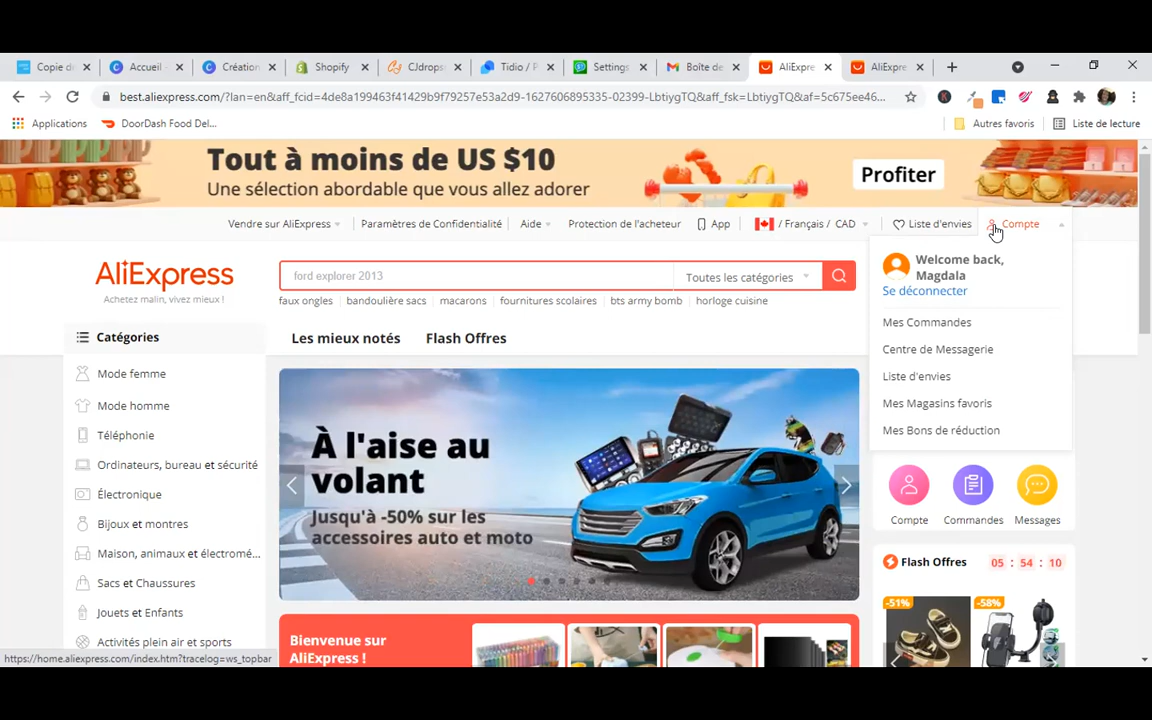 Copie d
Accueil
Création
Shopify
CJdrops
Tidio / P
Settings
Boîte de
AliExpre
AliExpre
best.aliexpress.com/?lan=en&aff_fcid=4de8a199463f41429b9f79257e53a2d9-1627606895335-02399-LbtiygTQ&aff_fsk=LbtiygTQ&af=5c675ee46...
Applications
DoorDash Food Del...
Autres favoris
Liste de lecture
Tout à moins de US $10
Une sélection abordable que vous allez adorer
Profiter
Vendre sur AliExpress
Paramètres de Confidentialité
Aide
Protection de l'acheteur
App
/ Français / CAD
Liste d'envies
Compte
AliExpress
Achetez malin, vivez mieux !
ford explorer 2013
Toutes les catégories
faux ongles
bandoulière sacs
macarons
fournitures scolaires
bts army bomb
horloge cuisine
Welcome back,
Magdala
Se déconnecter
Mes Commandes
Centre de Messagerie
Liste d'envies
Mes Magasins favoris
Mes Bons de réduction
Catégories
Les mieux notés
Flash Offres
Mode femme
Mode homme
Téléphonie
Ordinateurs, bureau et sécurité
Électronique
Bijoux et montres
Maison, animaux et électromé...
Sacs et Chaussures
Jouets et Enfants
Activités plein air et sports
À l'aise au
volant
Jusqu'à -50% sur les
accessoires auto et moto
Compte
Commandes
Messages
Flash Offres
05 : 54 : 10
-51%
-58%
Bienvenue sur
AliExpress !
https://home.aliexpress.com/index.htm?tracelog=ws_topbar